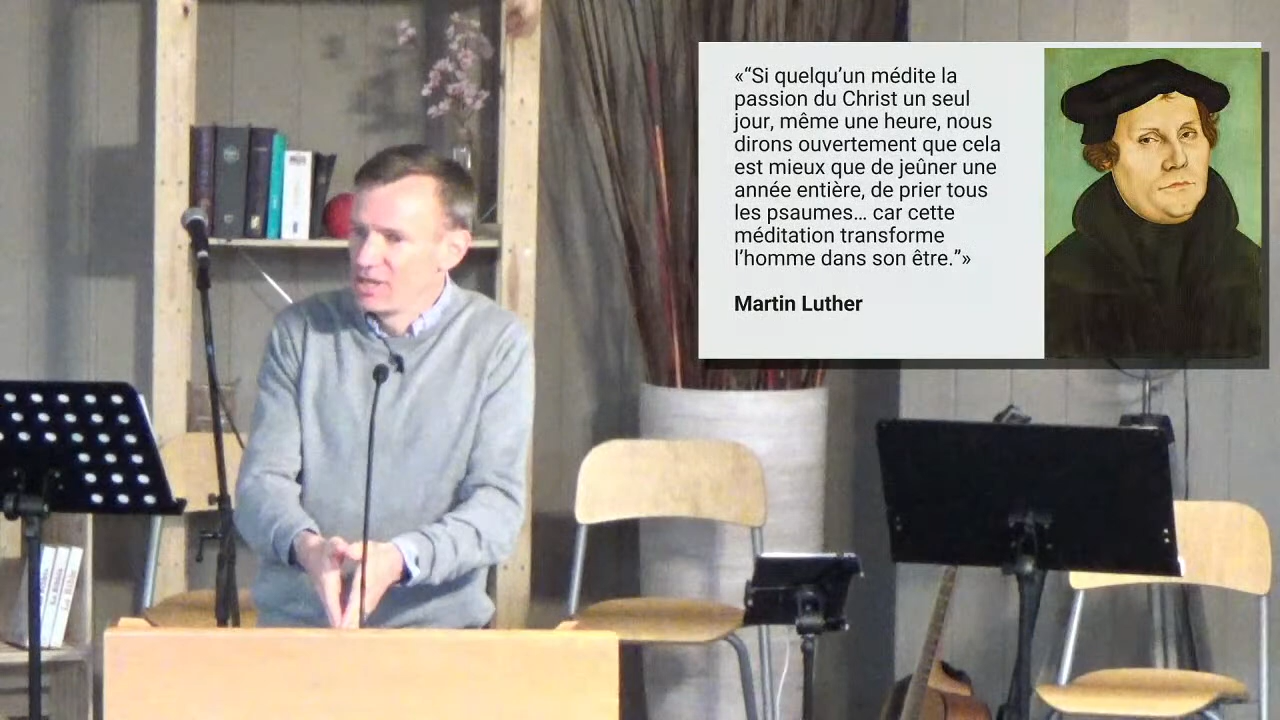 «“Si quelqu’un médite la
passion du Christ un seul
jour, même une heure, nous
dirons ouvertement que cela
est mieux que de jeûner une
année entière, de prier tous
les psaumes… car cette
méditation transforme
l’homme dans son être.”»
Martin Luther